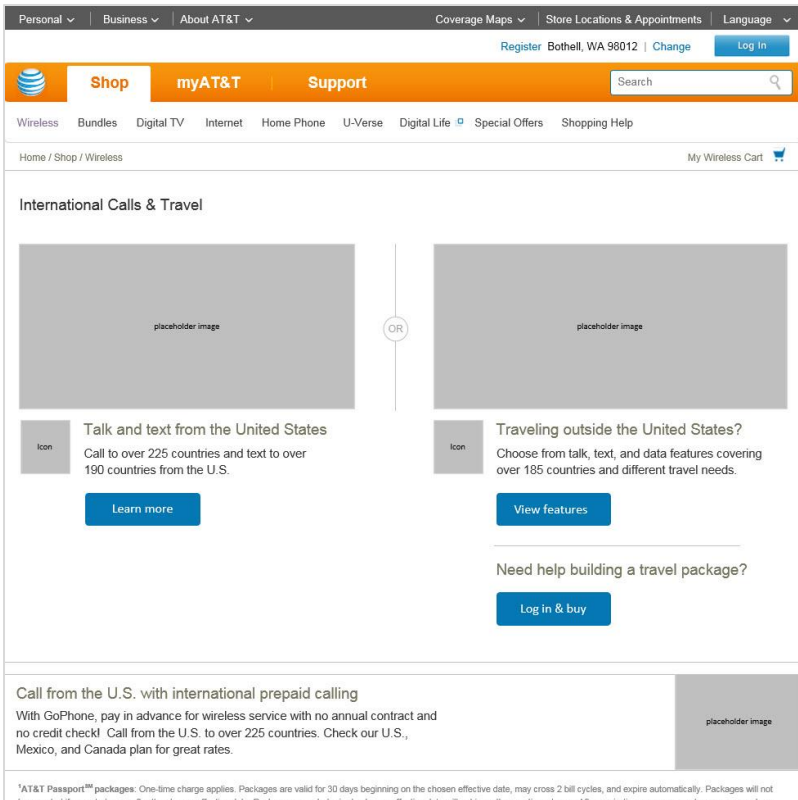 Personal Business About AT&T Coverage Maps Store Locations & Appointments Language
Register Bothell, WA 98012 | Change Log In
Shop myAT&T Support Search
Wireless Bundles Digital TV Internet Home Phone U-Verse Digital Life Special Offers Shopping Help
Home / Shop / Wireless My Wireless Cart
International Calls & Travel
placeholder image
OR
placeholder image
Icon
Talk and text from the United States
Call to over 225 countries and text to over
190 countries from the U.S.
Learn more
Icon
Traveling outside the United States?
Choose from talk, text, and data features covering
over 185 countries and different travel needs.
View features
Need help building a travel package?
Log in & buy
Call from the U.S. with international prepaid calling
With GoPhone, pay in advance for wireless service with no annual contract and
no credit check! Call from the U.S. to over 225 countries. Check our U.S.,
Mexico, and Canada plan for great rates.
placeholder image
¹AT&T Passport℠ packages: One-time charge applies. Packages are valid for 30 days beginning on the chosen effective date, may cross 2 bill cycles, and expire automatically. Packages will not